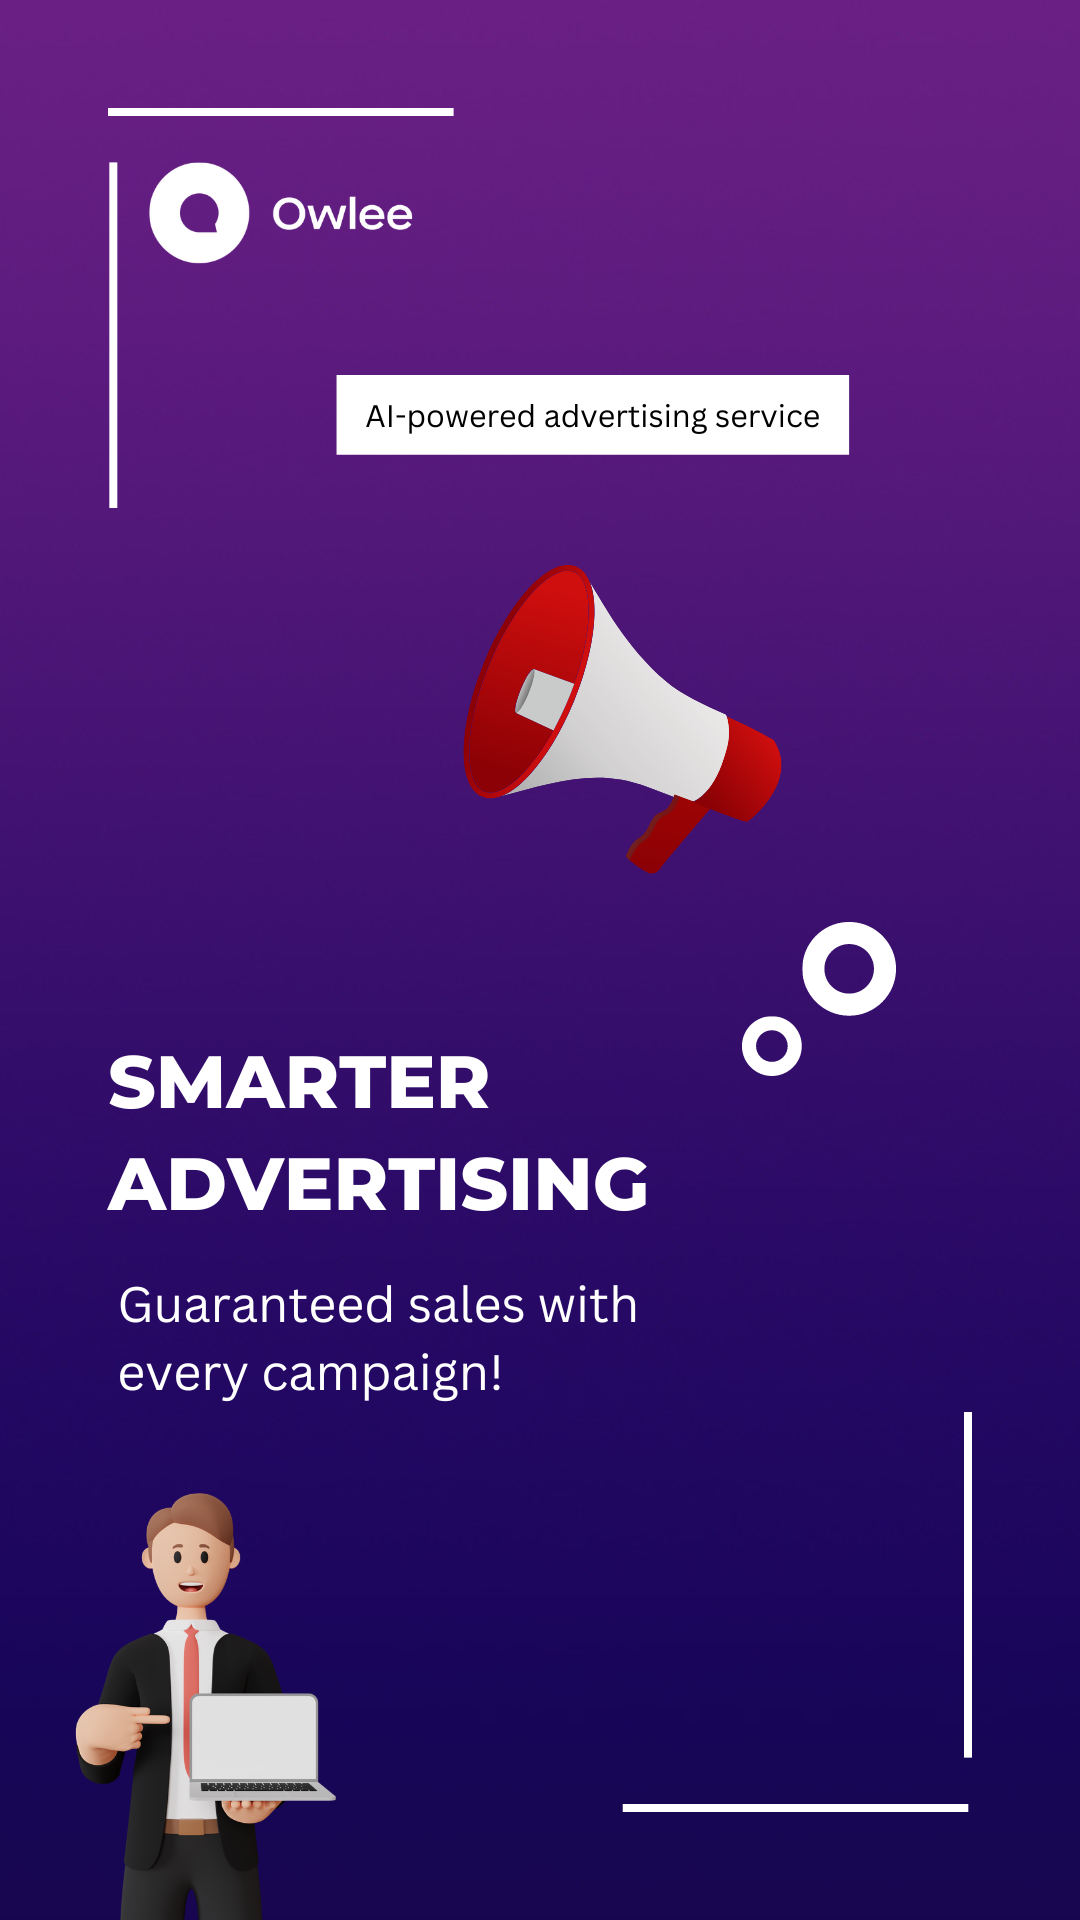 Owlee
AI-powered advertising service
SMARTER
ADVERTISING
Guaranteed sales with
every campaign!